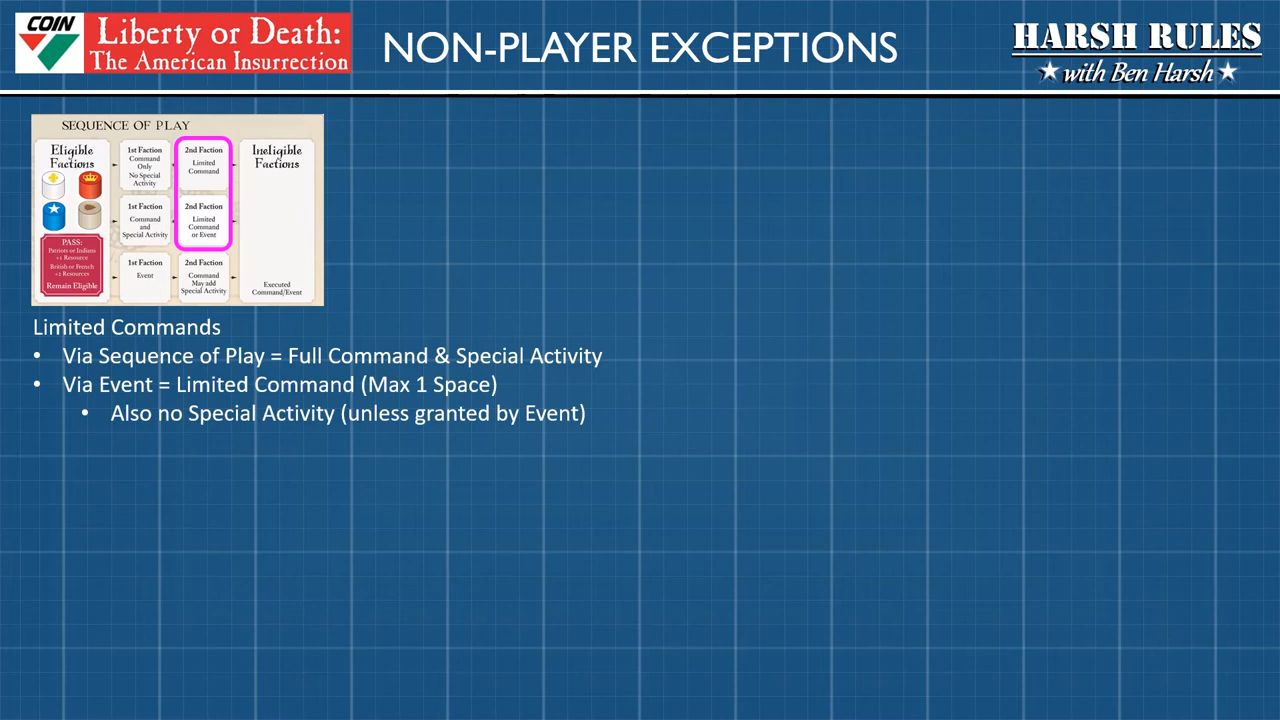 COIN
Liberty or Death:
The American Insurrection
NON-PLAYER EXCEPTIONS
HARSH RULES
with Ben Harsh
SEQUENCE OF PLAY
Eligible
Factions
PASS:
Patriots or Indians
+1 Resource
British or French
+2 Resources
Remain Eligible
1st Faction
Command
Only
No Special
Activity
2nd Faction
Limited
Command
1st Faction
Command
and
Special Activity
2nd Faction
Limited
Command
or Event
1st Faction
Event
2nd Faction
Command
May add
Special Activity
Ineligible
Factions
Executed
Command/Event
Limited Commands
• Via Sequence of Play = Full Command & Special Activity
• Via Event = Limited Command (Max 1 Space)
• Also no Special Activity (unless granted by Event)